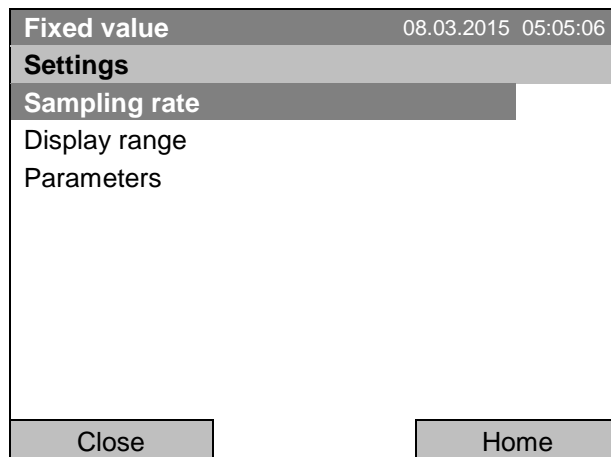 Fixed value 08.03.2015 05:05:06
Settings
Sampling rate
Display range
Parameters
Close Home